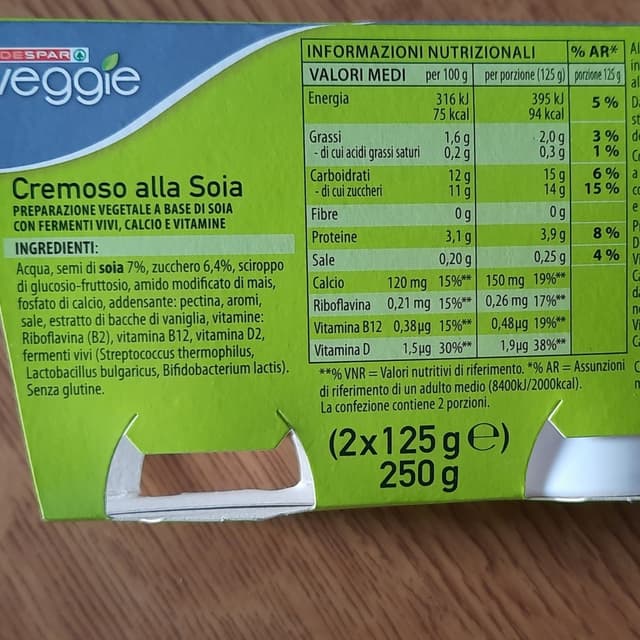 DESPAR
veggie
Cremoso alla Soia
PREPARAZIONE VEGETALE A BASE DI SOIA
CON FERMENTI VIVI, CALCIO E VITAMINE
INGREDIENTI:
Acqua, semi di soia 7%, zucchero 6,4%, sciroppo
di glucosio-fruttosio, amido modificato di mais,
fosfato di calcio, addensante: pectina, aromi,
sale, estratto di bacche di vaniglia, vitamine:
Riboflavina (B2), vitamina B12, vitamina D2,
fermenti vivi (Streptococcus thermophilus,
Lactobacillus bulgaricus, Bifidobacterium lactis).
Senza glutine.
INFORMAZIONI NUTRIZIONALI % AR*
VALORI MEDI per 100 g per porzione (125 g) porzione 125 g
Energia 316 kJ 395 kJ 5 %
75 kcal 94 kcal
Grassi 1,6 g 2,0 g 3 %
- di cui acidi grassi saturi 0,2 g 0,3 g 1 %
Carboidrati 12 g 15 g 6 %
- di cui zuccheri 11 g 14 g 15 %
Fibre 0 g 0 g
Proteine 3,1 g 3,9 g 8 %
Sale 0,20 g 0,25 g 4 %
Calcio 120 mg 15%** 150 mg 19%**
Riboflavina 0,21 mg 15%** 0,26 mg 17%**
Vitamina B12 0,38µg 15%** 0,48µg 19%**
Vitamina D 1,5µg 30%** 1,9µg 38%**
**% VNR = Valori nutritivi di riferimento. *% AR = Assunzioni
di riferimento di un adulto medio (8400kJ/2000kcal).
La confezione contiene 2 porzioni.
(2x125 g e)
250 g